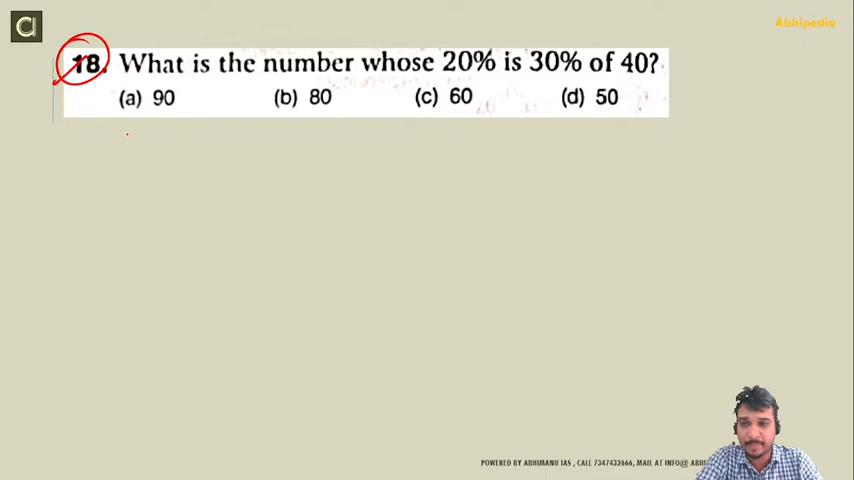 Abhipedia
18. What is the number whose 20% is 30% of 40?
(a) 90 (b) 80 (c) 60 (d) 50
POWERED BY ABHIMANU IAS , CALL 7347432666, MAIL AT INFO@ ABHI